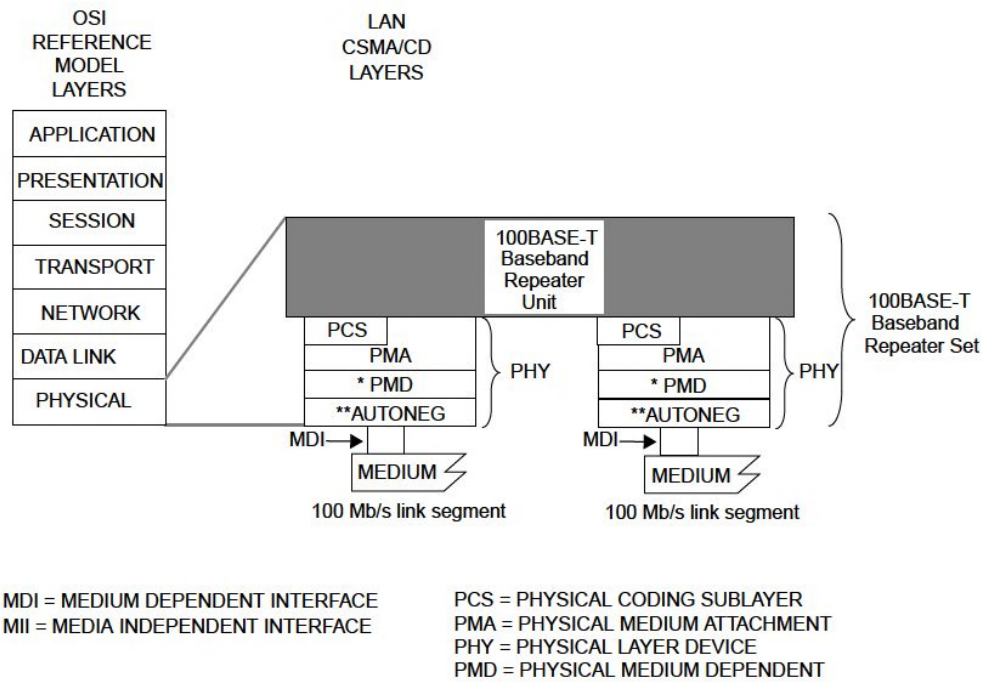 OSI
REFERENCE
MODEL
LAYERS
LAN
CSMA/CD
LAYERS
APPLICATION
PRESENTATION
SESSION
TRANSPORT
NETWORK
DATA LINK
PHYSICAL
100BASE-T
Baseband
Repeater
Unit
PCS
PMA
* PMD
**AUTONEG
PHY
MDI
MEDIUM
100 Mb/s link segment
PCS
PMA
* PMD
**AUTONEG
PHY
MDI
MEDIUM
100 Mb/s link segment
100BASE-T
Baseband
Repeater Set
MDI = MEDIUM DEPENDENT INTERFACE
MII = MEDIA INDEPENDENT INTERFACE
PCS = PHYSICAL CODING SUBLAYER
PMA = PHYSICAL MEDIUM ATTACHMENT
PHY = PHYSICAL LAYER DEVICE
PMD = PHYSICAL MEDIUM DEPENDENT